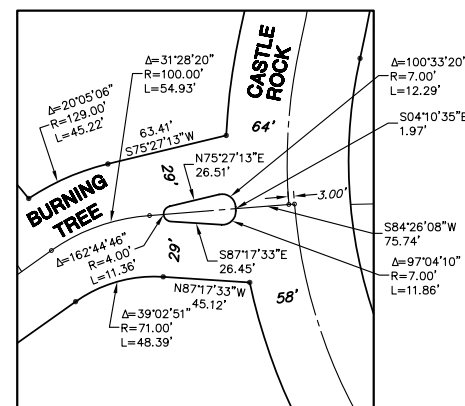 Δ=31°28'20"
R=100.00'
L=54.93'
Δ=20°05'06"
R=129.00'
L=45.22'
63.41'
S75°27'13"W
CASTLE
ROCK
64'
Δ=100°33'20"
R=7.00'
L=12.29'
S04°10'35"E
1.97'
N75°27'13"E
26.51'
29'
3.00'
BURNING
TREE
S84°26'08"W
75.74'
Δ=162°44'46"
R=4.00'
L=11.36'
29'
S87°17'33"E
26.45'
Δ=97°04'10"
R=7.00'
L=11.86'
N87°17'33"W
45.12'
58'
Δ=39°02'51"
R=71.00'
L=48.39'